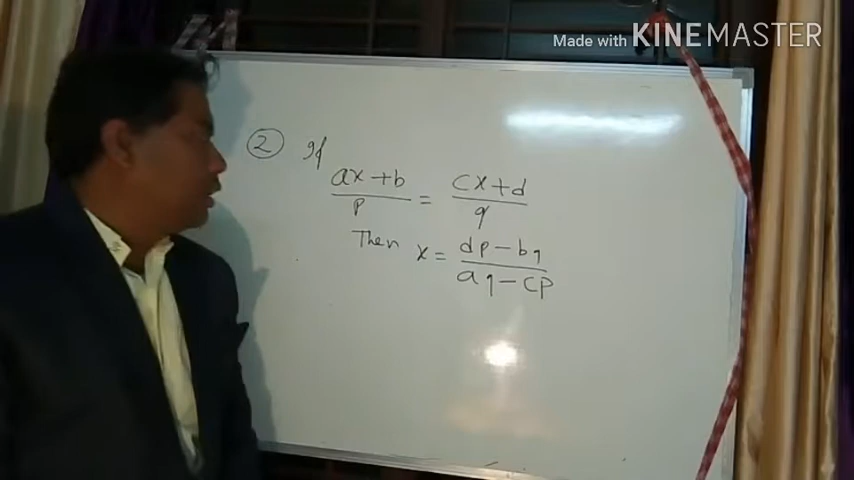 Made with KINEMASTER
② If
ax+b/p = cx+d/q
Then x = dp-bq/aq-cp